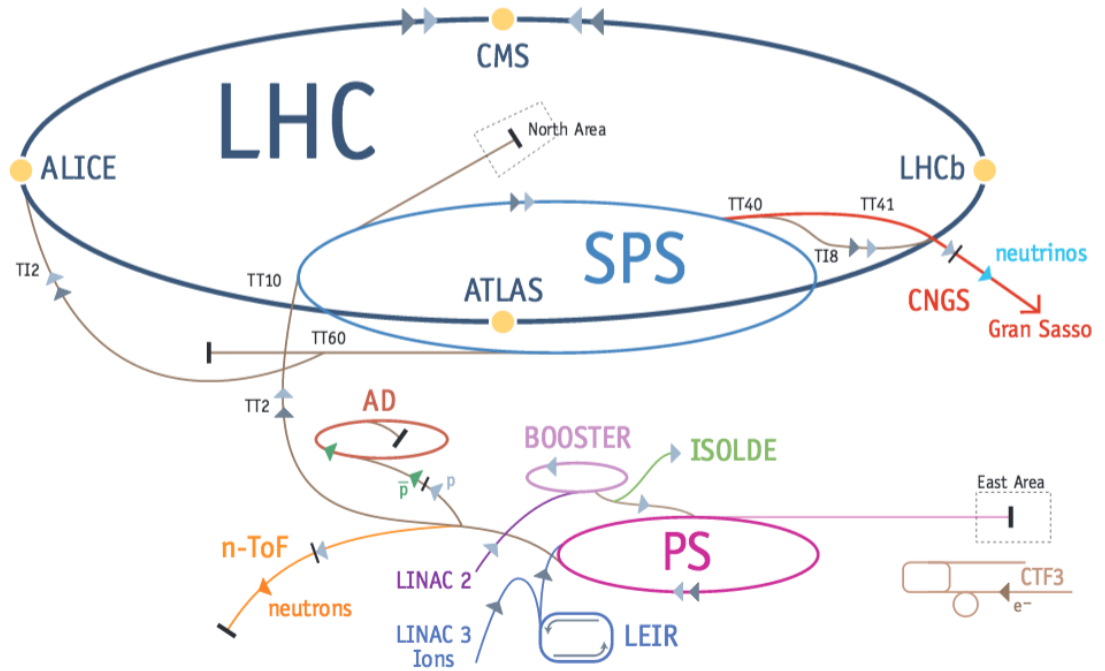 CMS
LHC
North Area
ALICE
LHCb
TT40
TT41
SPS
TI8
neutrinos
TI2
TT10
ATLAS
CNGS
Gran Sasso
TT60
TT2
AD
BOOSTER
ISOLDE
p̅
p
East Area
n-ToF
PS
LINAC 2
neutrons
CTF3
e⁻
LINAC 3
Ions
LEIR